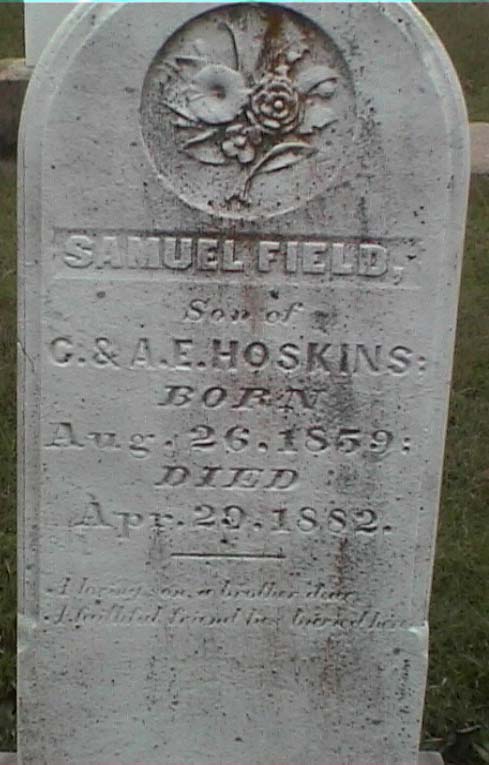 SAMUEL FIELD,
Son of
C. & A.E. HOSKINS:
BORN
Aug. 26. 1859:
DIED
Apr. 29. 1882.
A loving son, a brother dear,
A faithful friend lies buried here